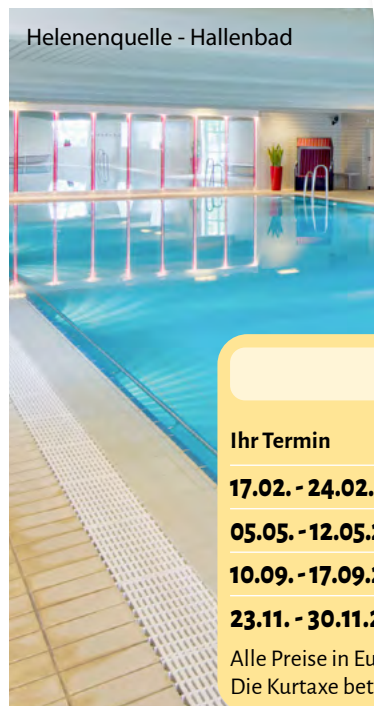 Helenenquelle - Hallenbad
Ihr Termin
17.02. - 24.02.
05.05. - 12.05.
10.09. - 17.09.
23.11. - 30.11.
Alle Preise in
Die Kurtaxe